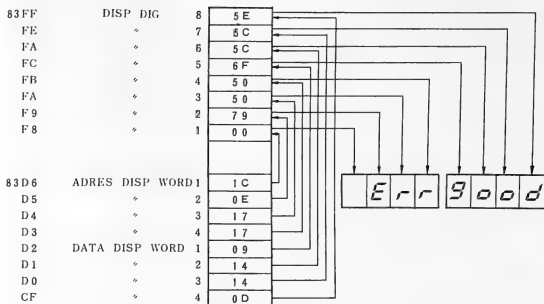 83FF DISP DIG 8 5E
FE 〃 7 5C
FA 〃 6 5C
FC 〃 5 6F
FB 〃 4 50
FA 〃 3 50
F9 〃 2 79
F8 〃 1 00
Err good
83D6 ADRES DISP WORD 1 1C
D5 〃 2 0E
D4 〃 3 17
D3 〃 4 17
D2 DATA DISP WORD 1 09
D1 〃 2 14
D0 〃 3 14
CF 〃 4 0D